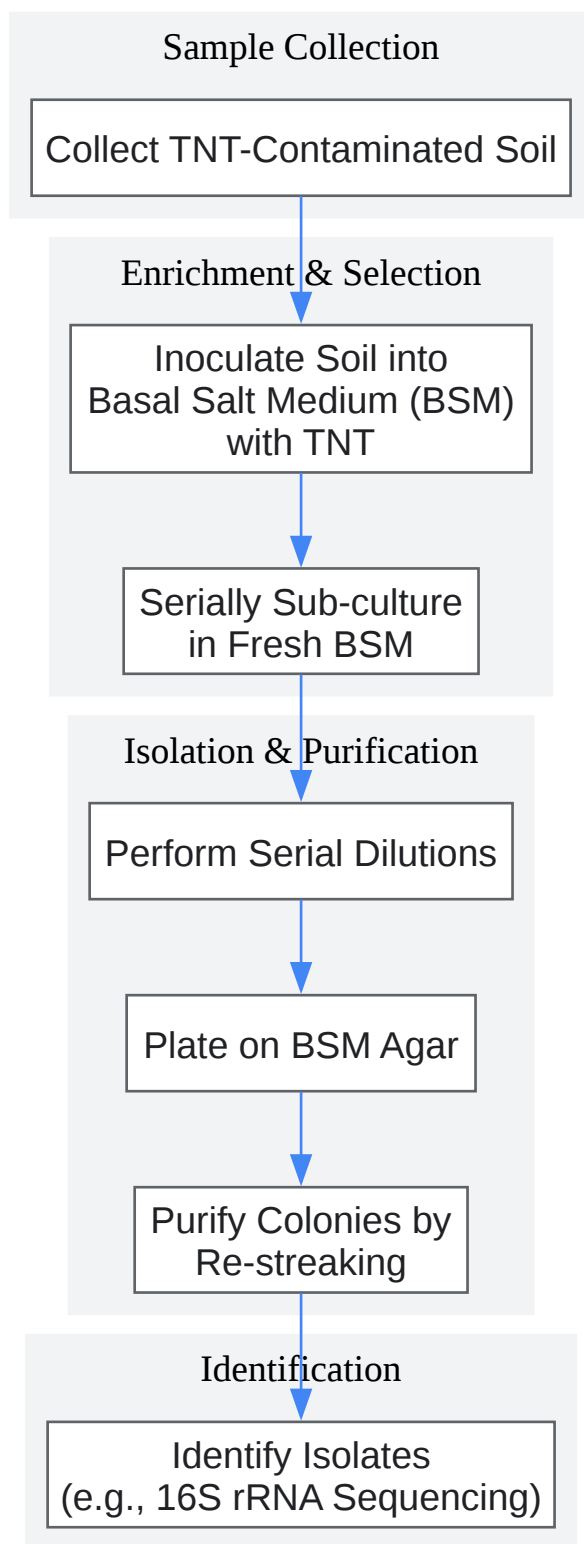 Sample Collection
Collect TNT-Contaminated Soil
Enrichment & Selection
Inoculate Soil into
Basal Salt Medium (BSM)
with TNT
Serially Sub-culture
in Fresh BSM
Isolation & Purification
Perform Serial Dilutions
Plate on BSM Agar
Purify Colonies by
Re-streaking
Identification
Identify Isolates
(e.g., 16S rRNA Sequencing)